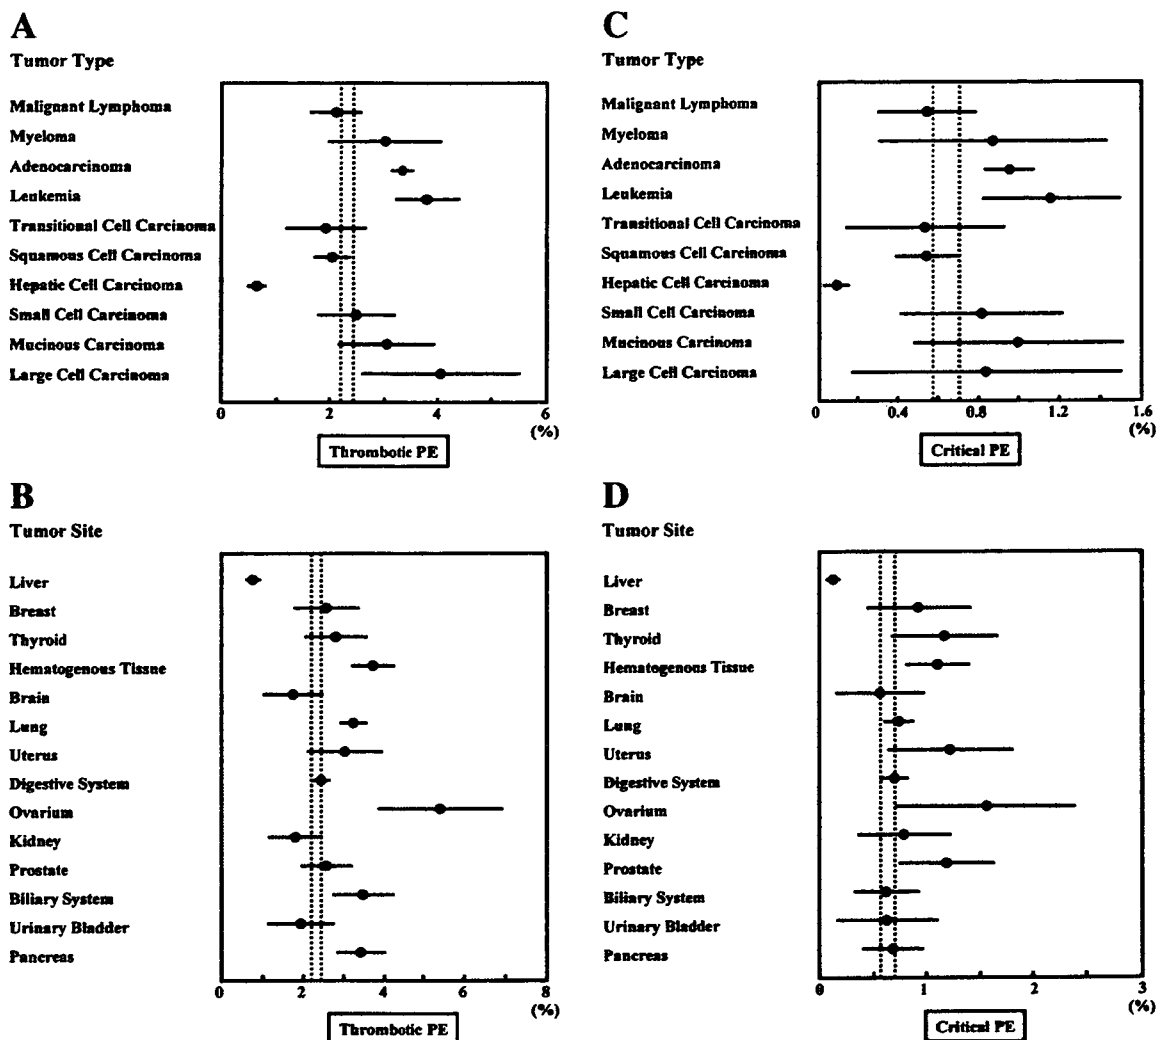 A
Tumor Type
Malignant Lymphoma
Myeloma
Adenocarcinoma
Leukemia
Transitional Cell Carcinoma
Squamous Cell Carcinoma
Hepatic Cell Carcinoma
Small Cell Carcinoma
Mucinous Carcinoma
Large Cell Carcinoma
0 2 4 6
(%)
Thrombotic PE
C
Tumor Type
Malignant Lymphoma
Myeloma
Adenocarcinoma
Leukemia
Transitional Cell Carcinoma
Squamous Cell Carcinoma
Hepatic Cell Carcinoma
Small Cell Carcinoma
Mucinous Carcinoma
Large Cell Carcinoma
0 0.4 0.8 1.2 1.6
(%)
Critical PE
B
Tumor Site
Liver
Breast
Thyroid
Hematogenous Tissue
Brain
Lung
Uterus
Digestive System
Ovarium
Kidney
Prostate
Biliary System
Urinary Bladder
Pancreas
0 2 4 6 8
(%)
Thrombotic PE
D
Tumor Site
Liver
Breast
Thyroid
Hematogenous Tissue
Brain
Lung
Uterus
Digestive System
Ovarium
Kidney
Prostate
Biliary System
Urinary Bladder
Pancreas
0 1 2 3
(%)
Critical PE